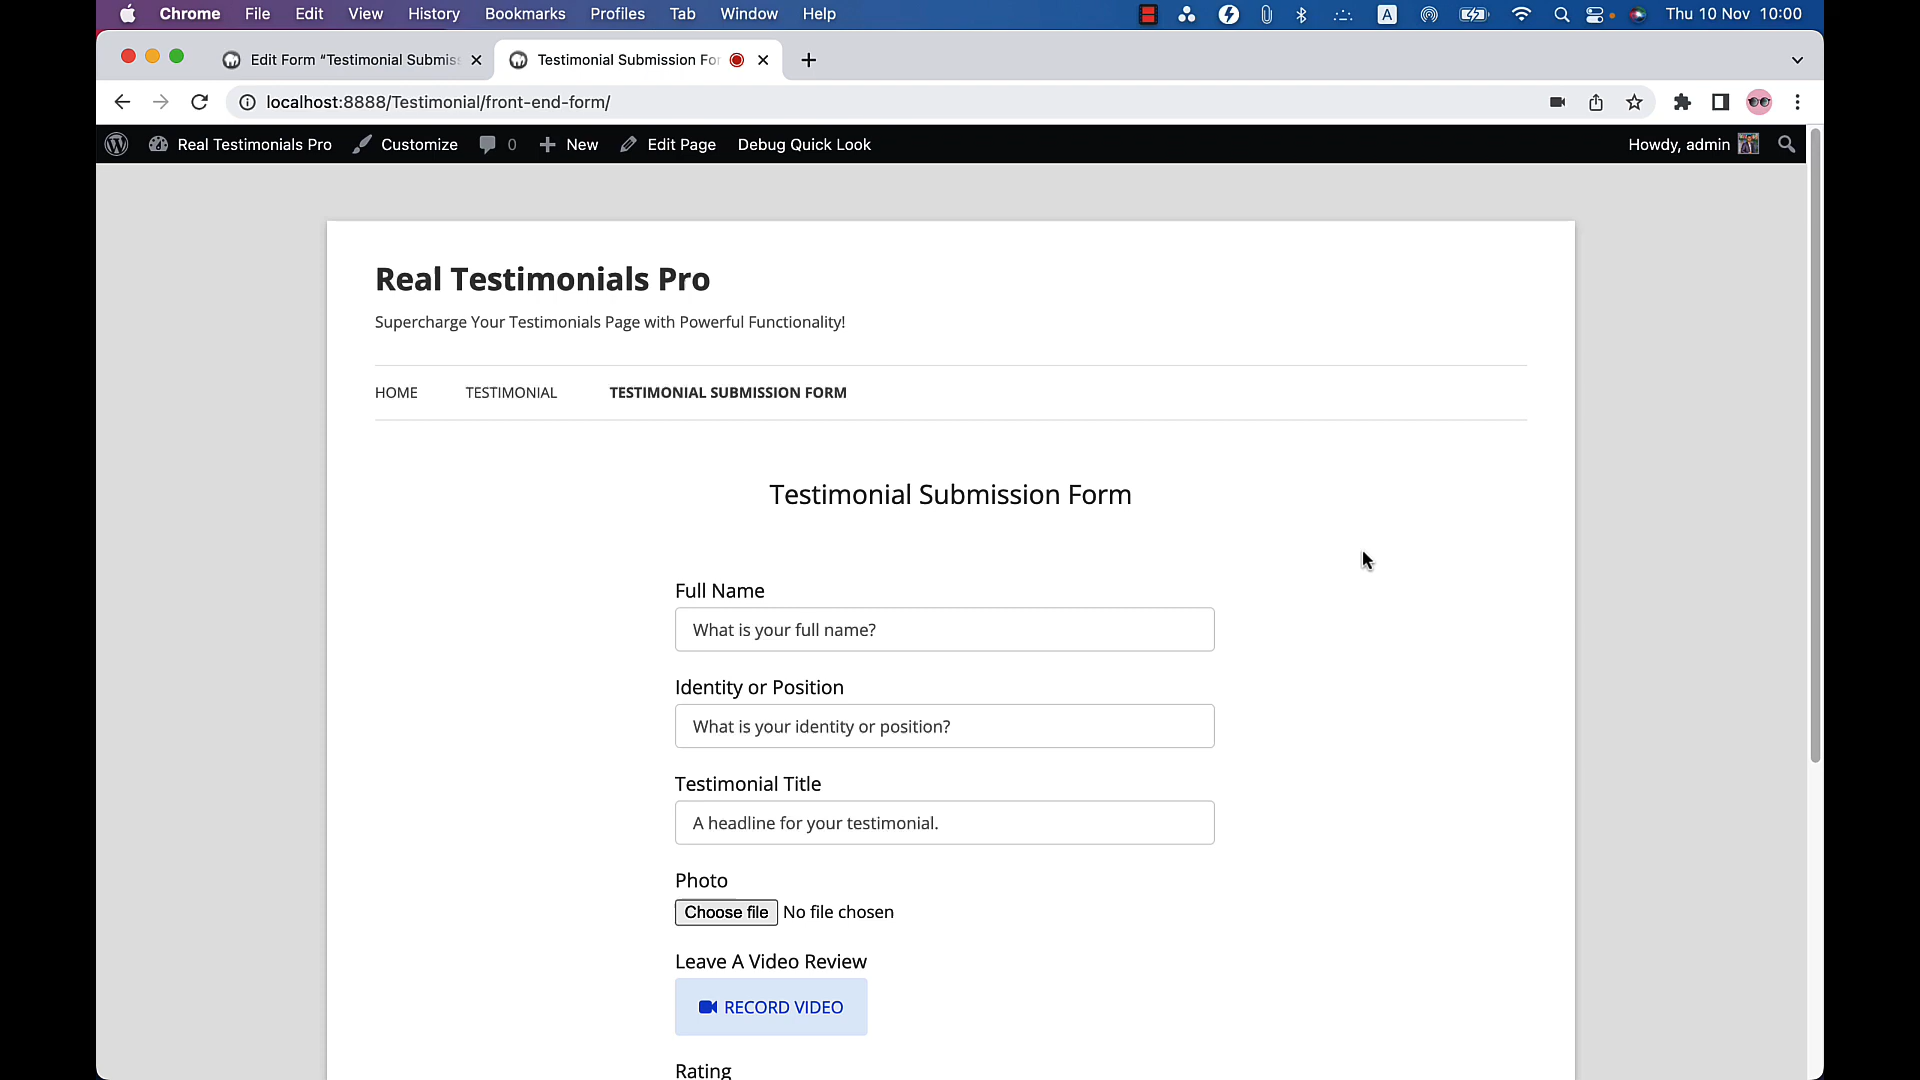 Chrome File Edit View History Bookmarks Profiles Tab Window Help A Thu 10 Nov 10:00
Edit Form “Testimonial Submis Testimonial Submission For
localhost:8888/Testimonial/front-end-form/
Real Testimonials Pro Customize 0 New Edit Page Debug Quick Look Howdy, admin
Real Testimonials Pro
Supercharge Your Testimonials Page with Powerful Functionality!
HOME TESTIMONIAL TESTIMONIAL SUBMISSION FORM
Testimonial Submission Form
Full Name
What is your full name?
Identity or Position
What is your identity or position?
Testimonial Title
A headline for your testimonial.
Photo
Choose file No file chosen
Leave A Video Review
RECORD VIDEO
Rating